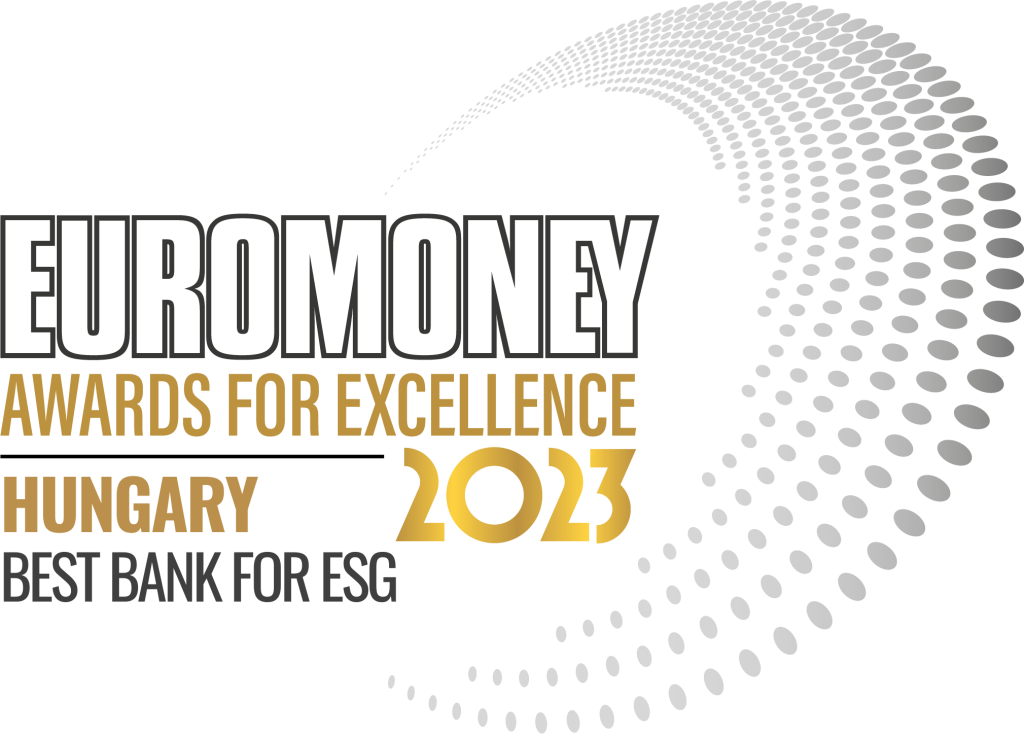 EUROMONEY
AWARDS FOR EXCELLENCE
2023
HUNGARY
BEST BANK FOR ESG